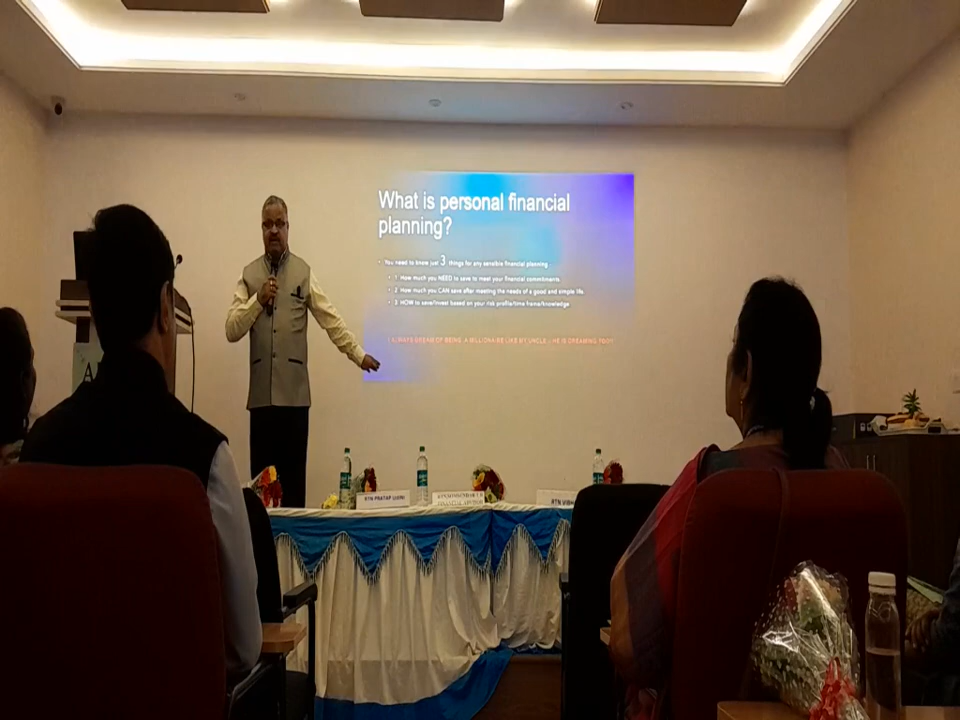 What is personal financial
planning?
• You need to know just 3 things for any sensible financial planning
• 1 How much you NEED to save to meet your financial commitments
• 2 How much you CAN save after meeting the needs of a good and simple life
• 3 HOW to save/invest based on your risk profile/time frame/knowledge
I ALWAYS DREAM OF BEING A MILLIONAIRE LIKE MY UNCLE - HE IS DREAMING TOO!!
RTN PRATAP
FINANCIAL ADVISOR
RTN